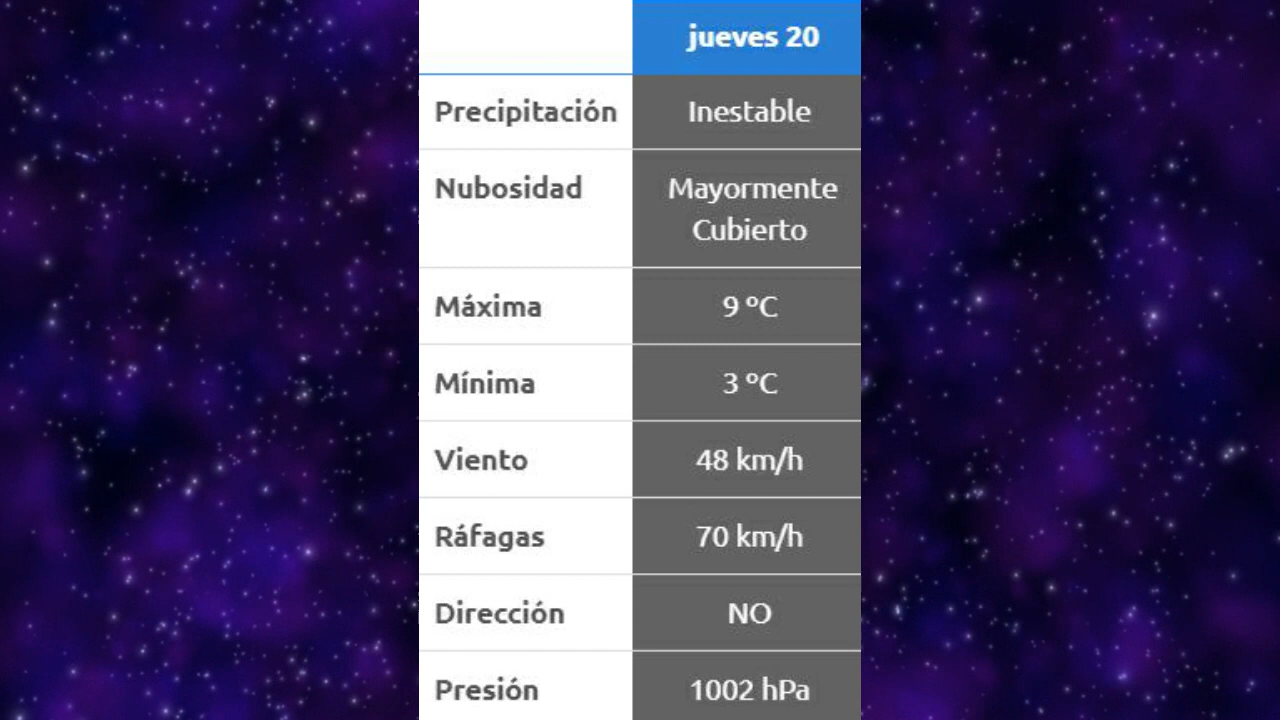 jueves 20
Precipitación Inestable
Nubosidad Mayormente
Cubierto
Máxima 9 ºC
Mínima 3 ºC
Viento 48 km/h
Ráfagas 70 km/h
Dirección NO
Presión 1002 hPa